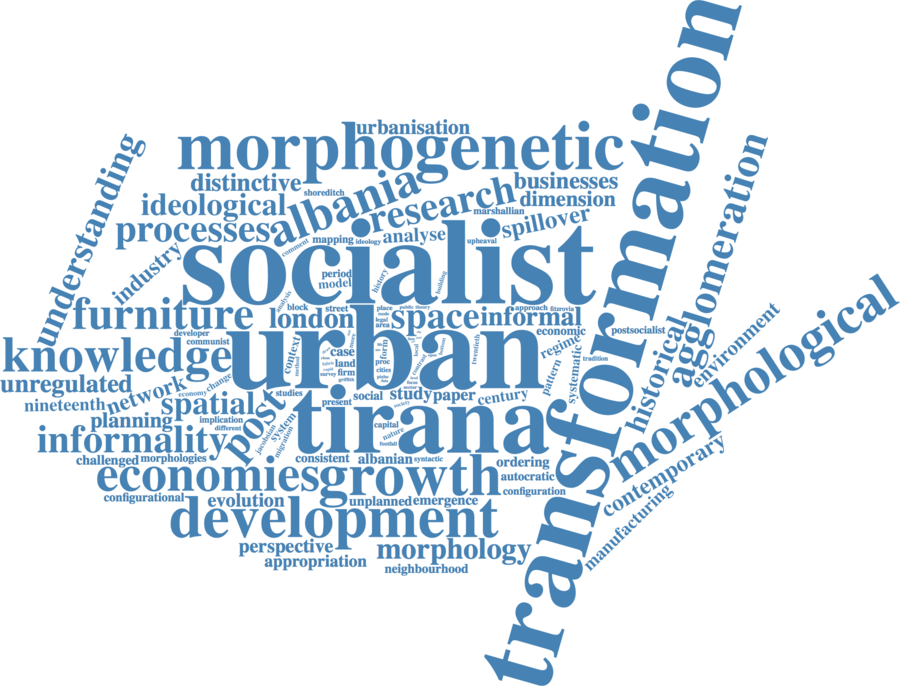 transformation
urbanisation
morphogenetic
understanding
distinctive
shoreditch
albania
research
businesses
ideological
dimension
agglomeration
marshallian
spillover
processes
comment
mapping
ideology
analyse
upheaval
socialist
industry
period
model
history
building
analysis
block
street
place
public
theory
approach
fitzrovia
furniture
london
legal
area
space
informal
developer
economic
postsocialist
historical
environment
communist
urban
knowledge
context
case
land
firm
form
proc
cities
twentieth
regime
tradition
morphological
unregulated
network
economy
change
studies
social
study
paper
century
pattern
systematic
nineteenth
spatial
post
present
society
planning
implication
different
tirana
capital
nature
foothill
informality
jacobsian
system
migration
challenged
morphologies
consistent
albanian
syntactic
ordering
contemporary
economies
growth
autocratic
configurational
evolution
unplanned
emergence
configuration
manufacturing
development
perspective
morphology
appropriation
neighbourhood